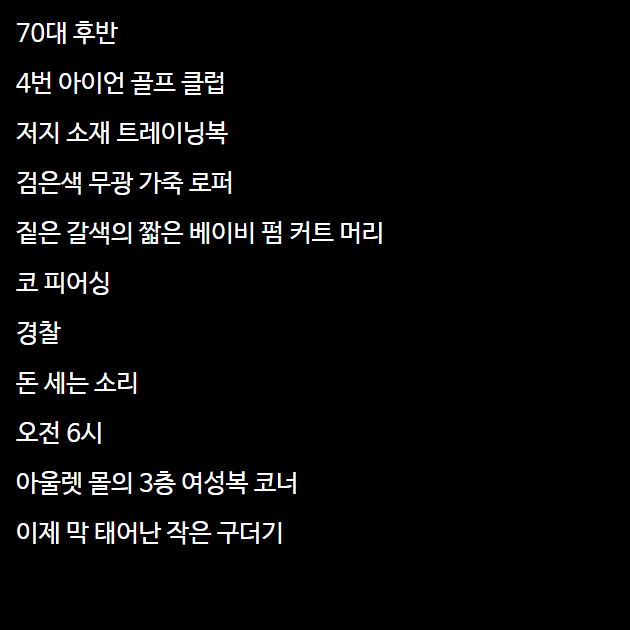 70대 후반
4번 아이언 골프 클럽
저지 소재 트레이닝복
검은색 무광 가죽 로퍼
짙은 갈색의 짧은 베이비 펌 커트 머리
코 피어싱
경찰
돈 세는 소리
오전 6시
아울렛 몰의 3층 여성복 코너
이제 막 태어난 작은 구더기